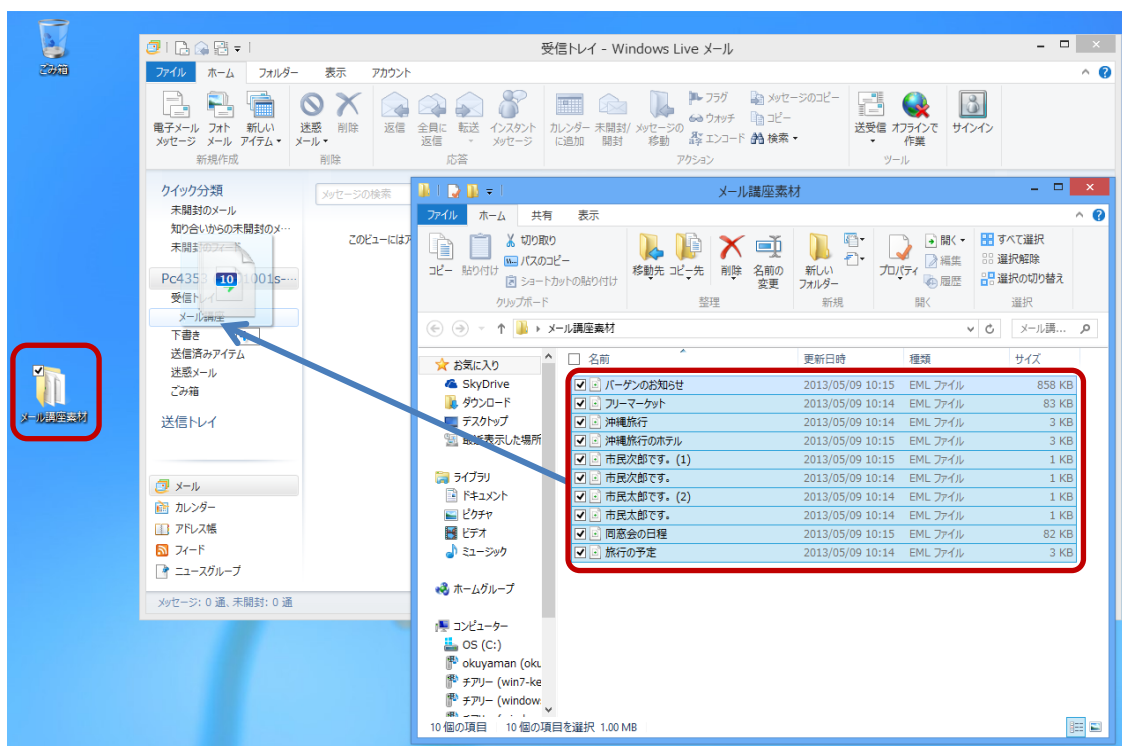 ごみ箱
メール講座素材
受信トレイ - Windows Live メール
ファイル ホーム フォルダー 表示 アカウント
電子メール メッセージ
フォト メール
新しい アイテム
迷惑 メール
削除
返信
全員に 返信
転送
インスタント メッセージ
カレンダー に追加
未開封/ 開封
メッセージの 移動
フラグ
ウォッチ
エンコード
メッセージのコピー
コピー
検索
送受信
オフラインで 作業
サインイン
新規作成 削除 応答 アクション ツール
クイック分類
未開封のメール
知り合いからの未開封のメ…
Pc4353
1001s-…
10
メール講座
下書き
送信済みアイテム
迷惑メール
ごみ箱
送信トレイ
メール
カレンダー
アドレス帳
フィード
ニュースグループ
メッセージの検索
このビューには
メッセージ: 0 通、未開封: 0 通
メール講座素材
ファイル ホーム 共有 表示
コピー
貼り付け
切り取り
パスのコピー
ショートカットの貼り付け
移動先
コピー先
削除
名前の 変更
新しい フォルダー
プロパティ
開く
編集
履歴
すべて選択
選択解除
選択の切り替え
クリップボード 整理 新規 開く 選択
メール講座素材
メール講...
お気に入り
SkyDrive
ダウンロード
デスクトップ
最近表示した場所
ライブラリ
ドキュメント
ピクチャ
ビデオ
ミュージック
ホームグループ
コンピューター
OS (C:)
okuyaman (oku
チアリー (win7-ke
チアリー (window
名前 更新日時 種類 サイズ
バーゲンのお知らせ 2013/05/09 10:15 EML ファイル 858 KB
フリーマーケット 2013/05/09 10:14 EML ファイル 83 KB
沖縄旅行 2013/05/09 10:14 EML ファイル 3 KB
沖縄旅行のホテル 2013/05/09 10:15 EML ファイル 3 KB
市民次郎です。(1) 2013/05/09 10:15 EML ファイル 1 KB
市民次郎です。 2013/05/09 10:14 EML ファイル 1 KB
市民太郎です。(2) 2013/05/09 10:14 EML ファイル 1 KB
市民太郎です。 2013/05/09 10:14 EML ファイル 1 KB
同窓会の日程 2013/05/09 10:15 EML ファイル 82 KB
旅行の予定 2013/05/09 10:14 EML ファイル 3 KB
10 個の項目 10 個の項目を選択 1.00 MB